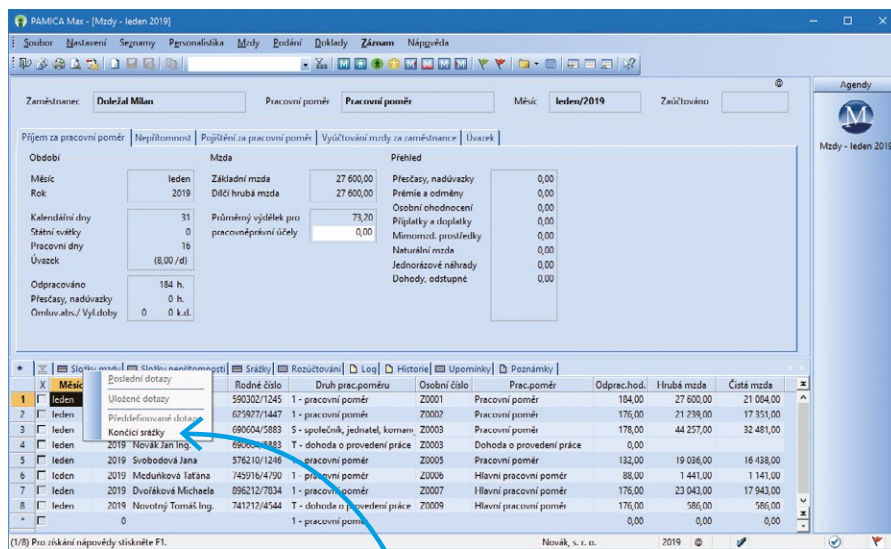 PAMICA Max - [Mzdy - leden 2019]
Soubor Nastavení Segnamy Personalistika Mzdy Podání Doklady Záznam Nápověda
Zaměstnanec Doležal Milan Pracovní poměr Pracovní poměr Měsíc leden/2019 Zaúčtováno
Agendy
Mzdy - leden 2019
Příjem za pracovní poměr Nepřítomnost Pojištění za pracovní poměr Vyúčtování mzdy za zaměstnance Úvazek
Období Mzda Přehled
Měsíc leden Základní mzda 27 600,00 Přesčasy, nadúvazky 0,00
Rok 2019 Dílčí hrubá mzda 27 600,00 Prémie a odměny 0,00
Osobní ohodnocení 0,00
Kalendářní dny 31 Průměrný výdělek pro 73,20 Příplatky a doplatky 0,00
Státní svátky 0 pracovněprávní účely 0,00 Mimomzd. prostředky 0,00
Pracovní dny 16 Naturální mzda 0,00
Úvazek (8,00 /d) Jednorázové náhrady 0,00
Dohody, odstupné 0,00
Odpracováno 184 h.
Přesčasy, nadúvazky 0 h.
Omluv.abs./ Vyl.doby 0 0 k.d.
* Složky mzdy Složky nepřítomnosti Srážky Rozúčtování Log Historie Upomínky Poznámky
X Měsíc Rodné číslo Druh prac.poměru Osobní číslo Prac.poměr Odprac.hod. Hrubá mzda Čistá mzda
Poslední dotazy
Uložené dotazy
Předdefinované dotazy
Končící srážky
1 leden 590302/1245 1 - pracovní poměr Z0001 Pracovní poměr 184,00 27 600,00 21 084,00
2 leden 625927/1447 1 - pracovní poměr Z0002 Pracovní poměr 176,00 21 239,00 17 351,00
3 leden 690604/5883 S - společník, jednatel, koman Z0003 Pracovní poměr 178,00 44 257,00 32 481,00
4 leden 2019 Novák Jan Ing. 690604/5883 T - dohoda o provedení práce Z0003 Dohoda o provedení práce 0,00
5 leden 2019 Svobodová Jana 576210/1246 1 - pracovní poměr Z0005 Pracovní poměr 132,00 19 036,00 16 438,00
6 leden 2019 Meduňková Taťána 745916/4790 1 - pracovní poměr Z0006 Hlavní pracovní poměr 88,00 1 441,00 1 141,00
7 leden 2019 Dvořáková Michaela 896212/7834 1 - pracovní poměr Z0007 Hlavní pracovní poměr 176,00 23 043,00 17 943,00
8 leden 2019 Novotný Tomáš Ing. 741212/4544 T - dohoda o provedení práce Z0009 Hlavní pracovní poměr 176,00 586,00 586,00
* 0 1 - pracovní poměr 0,00 0,00 0,00
(1/8) Pro získání nápovědy stiskněte F1. Novák, s. r. o. 2019